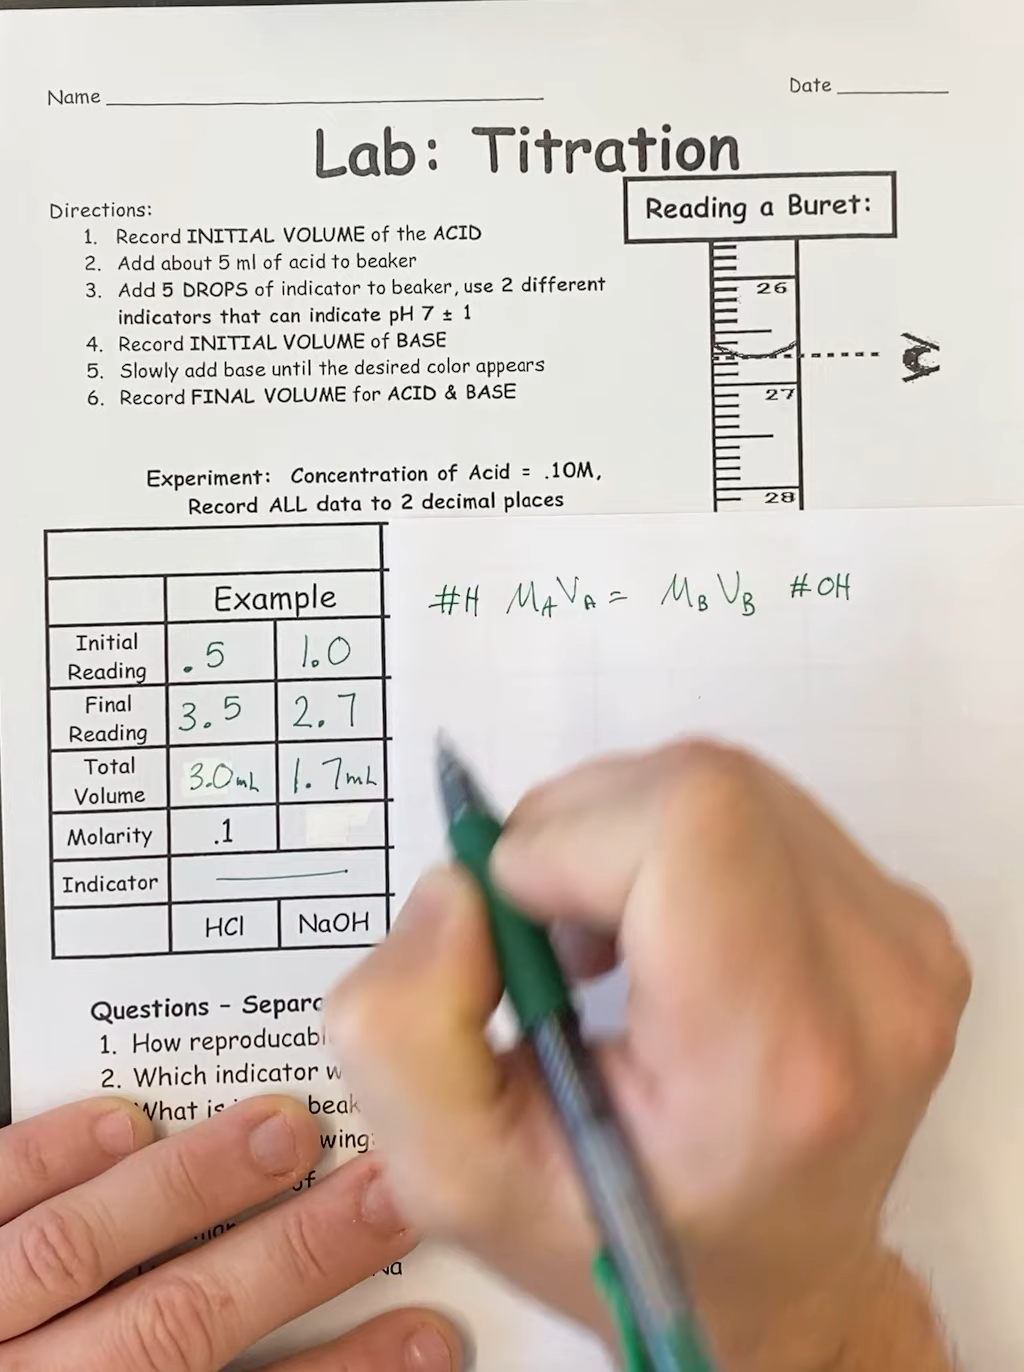 Name
Date
Lab: Titration
Directions:
1. Record INITIAL VOLUME of the ACID
2. Add about 5 ml of acid to beaker
3. Add 5 DROPS of indicator to beaker, use 2 different
indicators that can indicate pH 7 ± 1
4. Record INITIAL VOLUME of BASE
5. Slowly add base until the desired color appears
6. Record FINAL VOLUME for ACID & BASE
Reading a Buret:
26
27
28
Experiment: Concentration of Acid = .10M,
Record ALL data to 2 decimal places
Example
Initial Reading .5 1.0
Final Reading 3.5 2.7
Total Volume 3.0mL 1.7mL
Molarity .1
Indicator
HCl NaOH
#H MAVA = MBVB #OH
Questions -
1. How
2. Which indicator
What
of